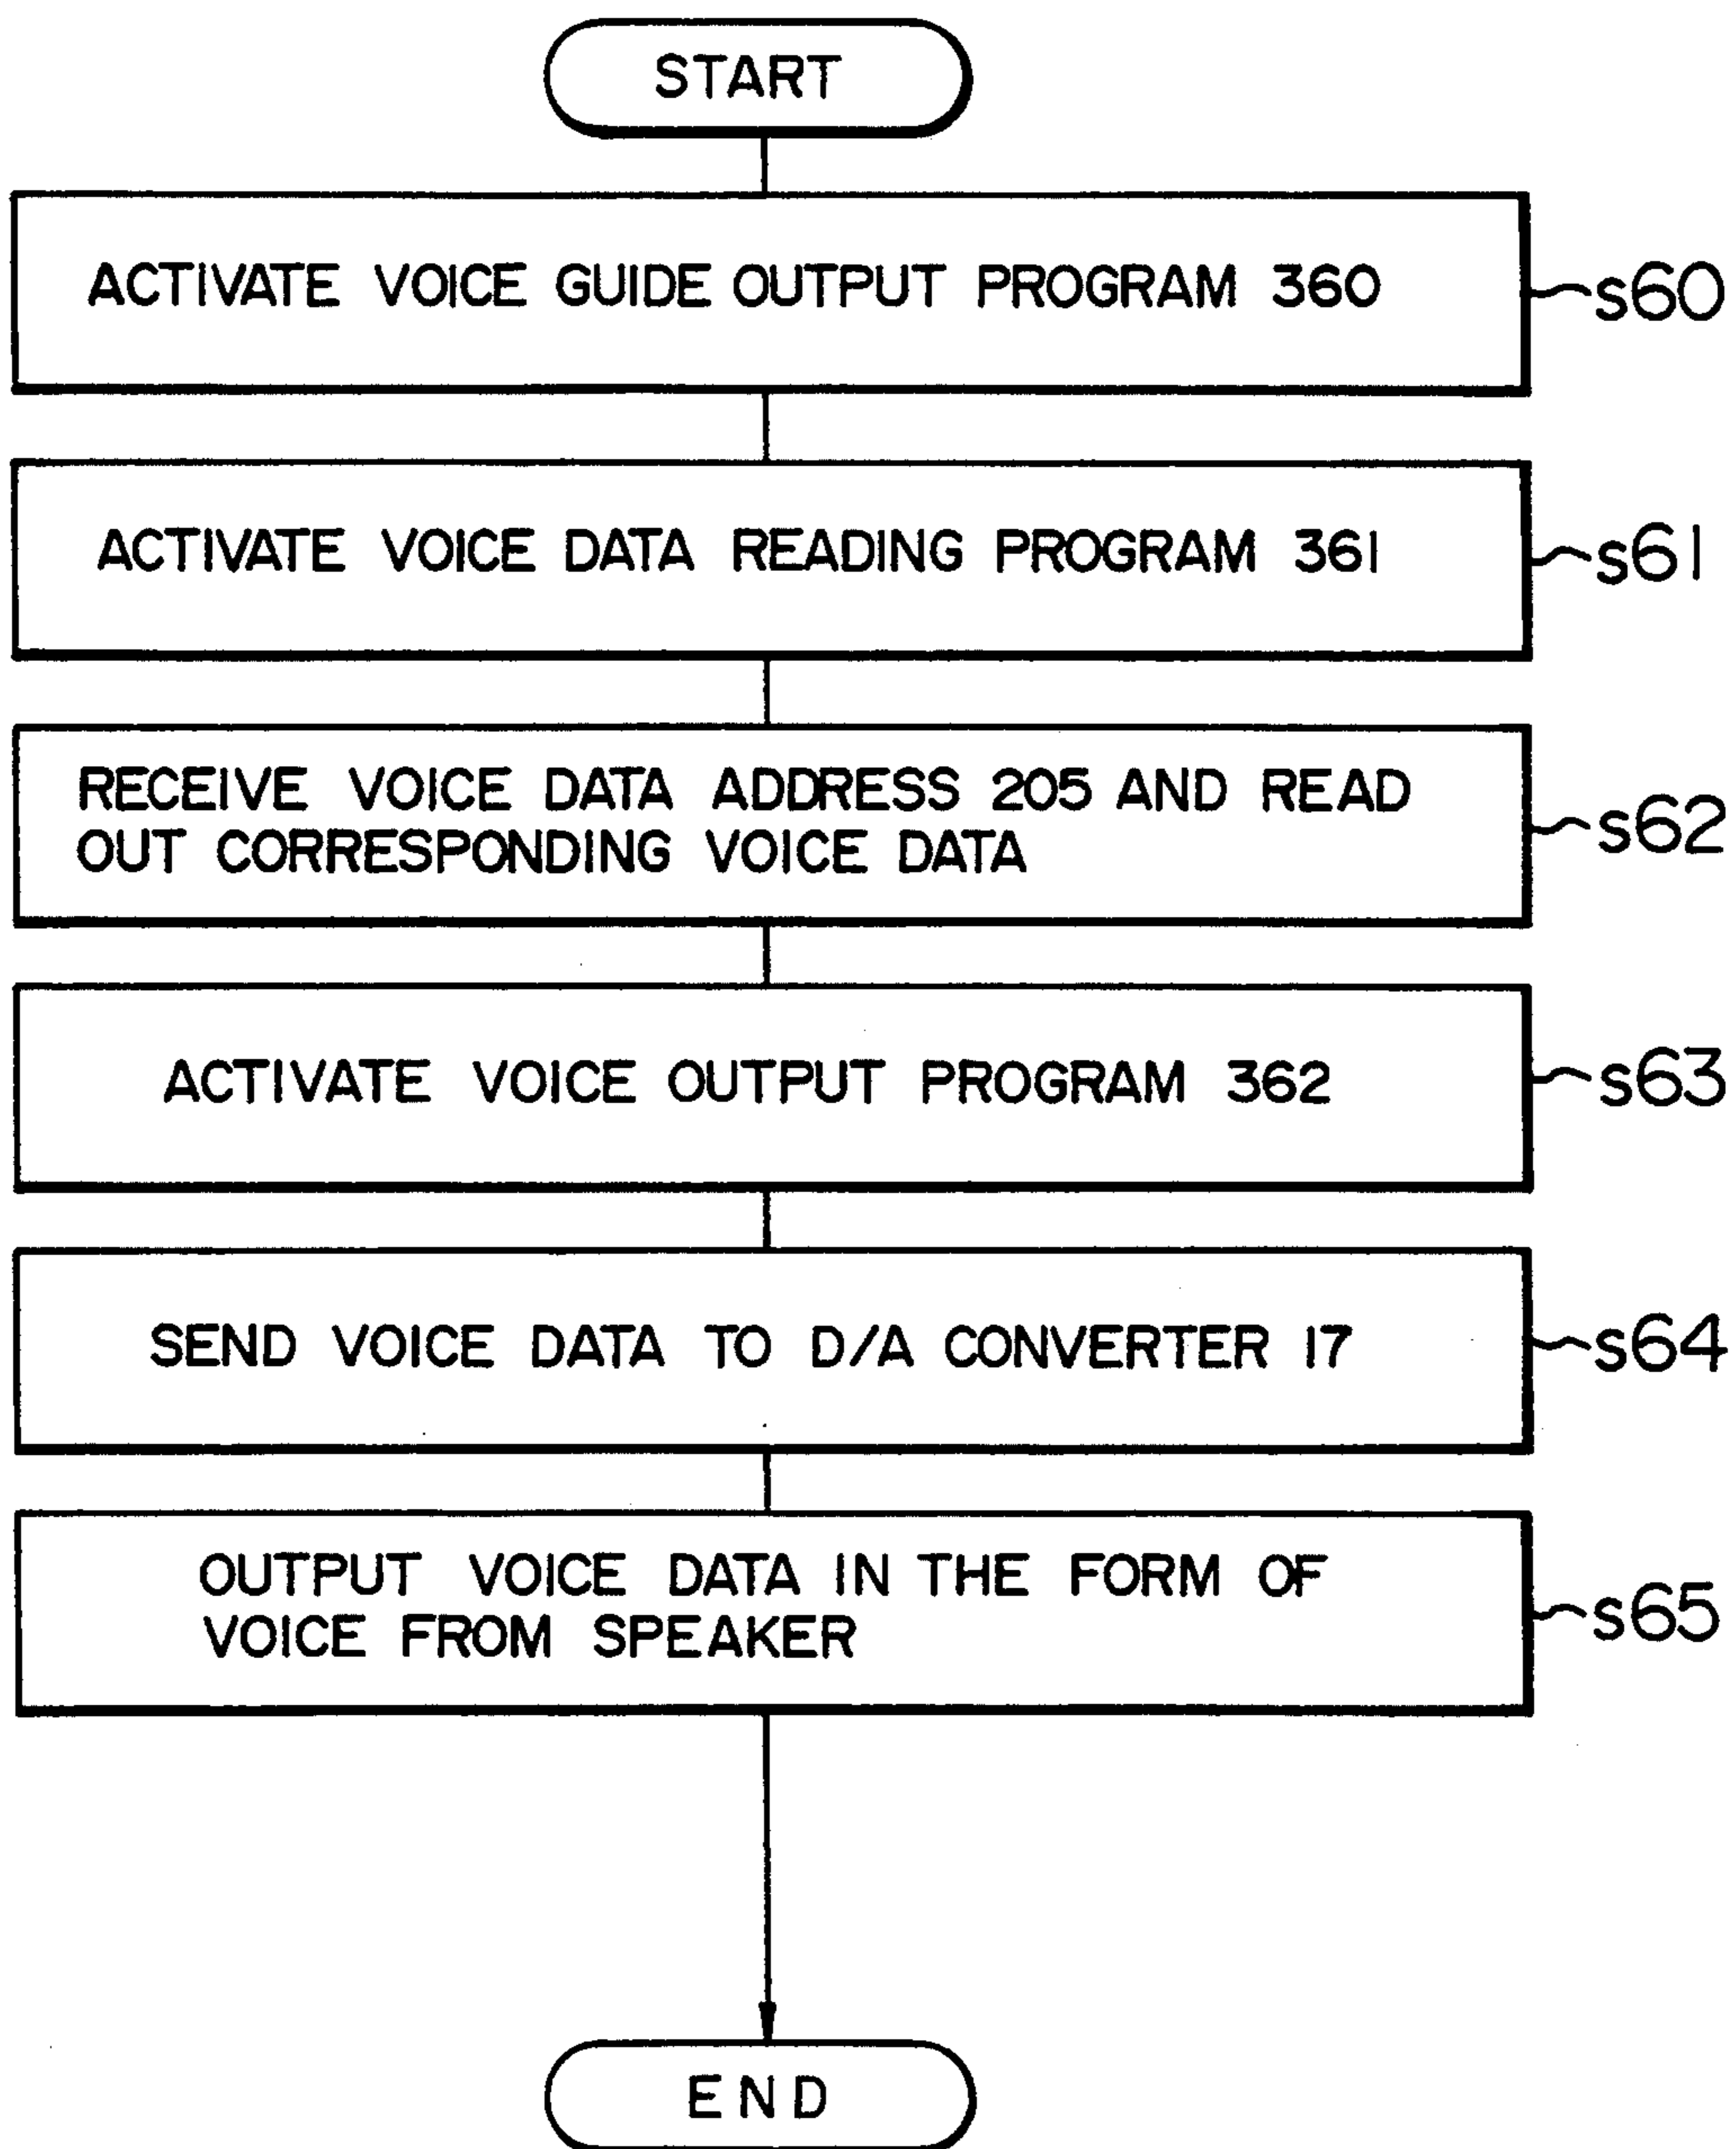 START
ACTIVATE VOICE GUIDE OUTPUT PROGRAM 360
s60
ACTIVATE VOICE DATA READING PROGRAM 361
s61
RECEIVE VOICE DATA ADDRESS 205 AND READ
OUT CORRESPONDING VOICE DATA
s62
ACTIVATE VOICE OUTPUT PROGRAM 362
s63
SEND VOICE DATA TO D/A CONVERTER 17
s64
OUTPUT VOICE DATA IN THE FORM OF
VOICE FROM SPEAKER
s65
END